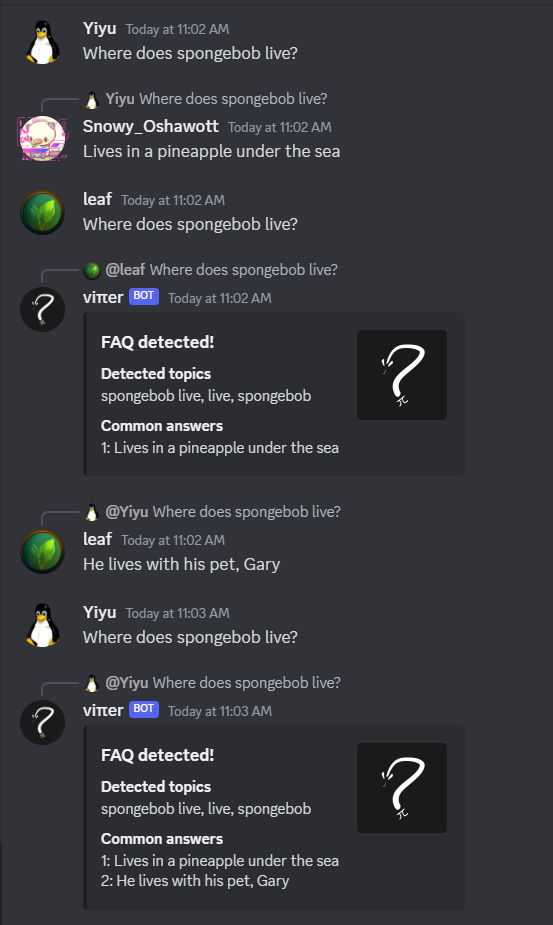 Yiyu Today at 11:02 AM
Where does spongebob live?
Yiyu Where does spongebob live?
Snowy_Oshawott Today at 11:02 AM
Lives in a pineapple under the sea
leaf Today at 11:02 AM
Where does spongebob live?
@leaf Where does spongebob live?
viπer BOT Today at 11:02 AM
FAQ detected!
Detected topics
spongebob live, live, spongebob
Common answers
1: Lives in a pineapple under the sea
@Yiyu Where does spongebob live?
leaf Today at 11:02 AM
He lives with his pet, Gary
Yiyu Today at 11:03 AM
Where does spongebob live?
@Yiyu Where does spongebob live?
viπer BOT Today at 11:03 AM
FAQ detected!
Detected topics
spongebob live, live, spongebob
Common answers
1: Lives in a pineapple under the sea
2: He lives with his pet, Gary